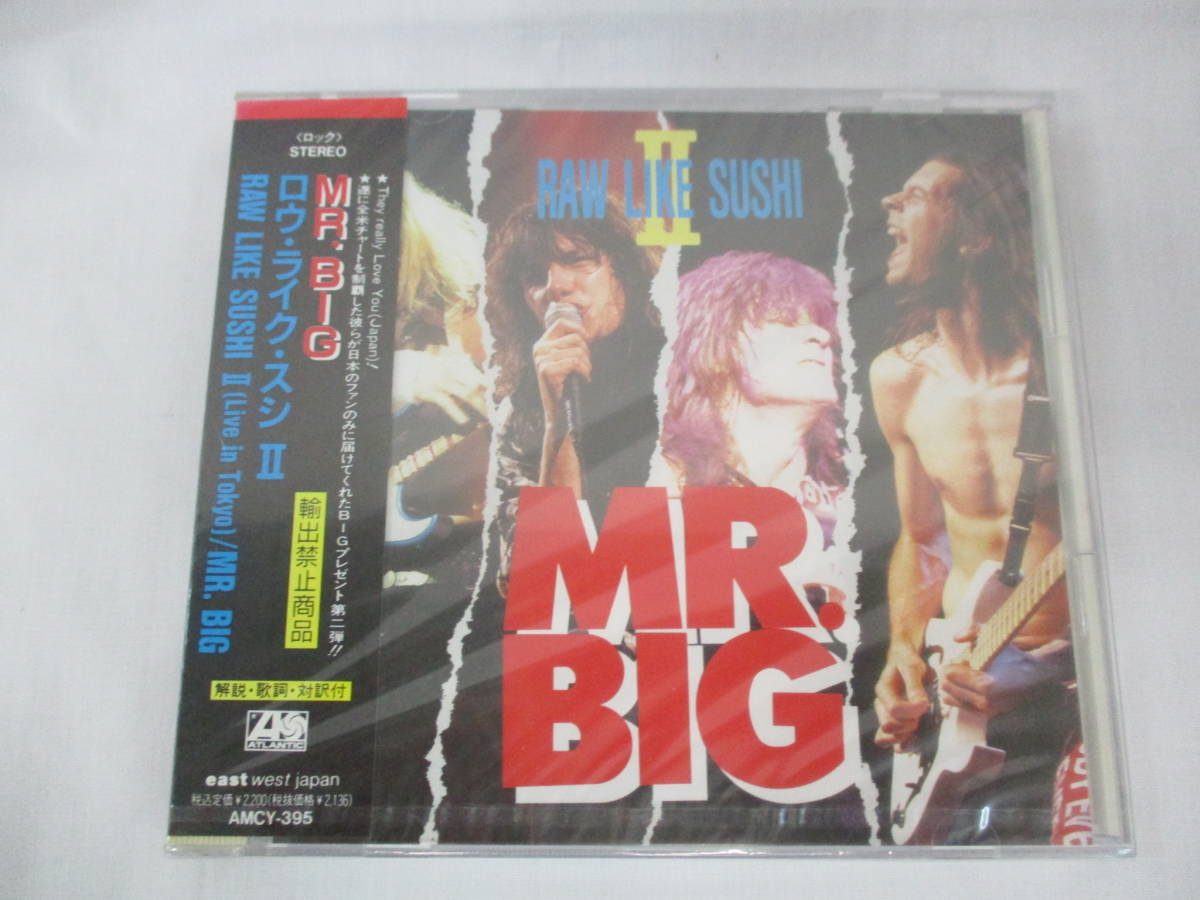 〈ロック〉
STEREO
★They really Love You(Japan)!
★遂に全米チャートを制覇した彼らが日本のファンのみに届けてくれたBIGプレゼント第二弾!!
MR.BIG
ロウ・ライク・スシ II
RAW LIKE SUSHI II(Live in Tokyo)/MR. BIG
輸出禁止商品
解説・歌詞・対訳付
ATLANTIC
east west japan
税込定価¥2,200(税抜価格¥2,136)
AMCY-395
II
RAW LIKE SUSHI
MR.
BIG